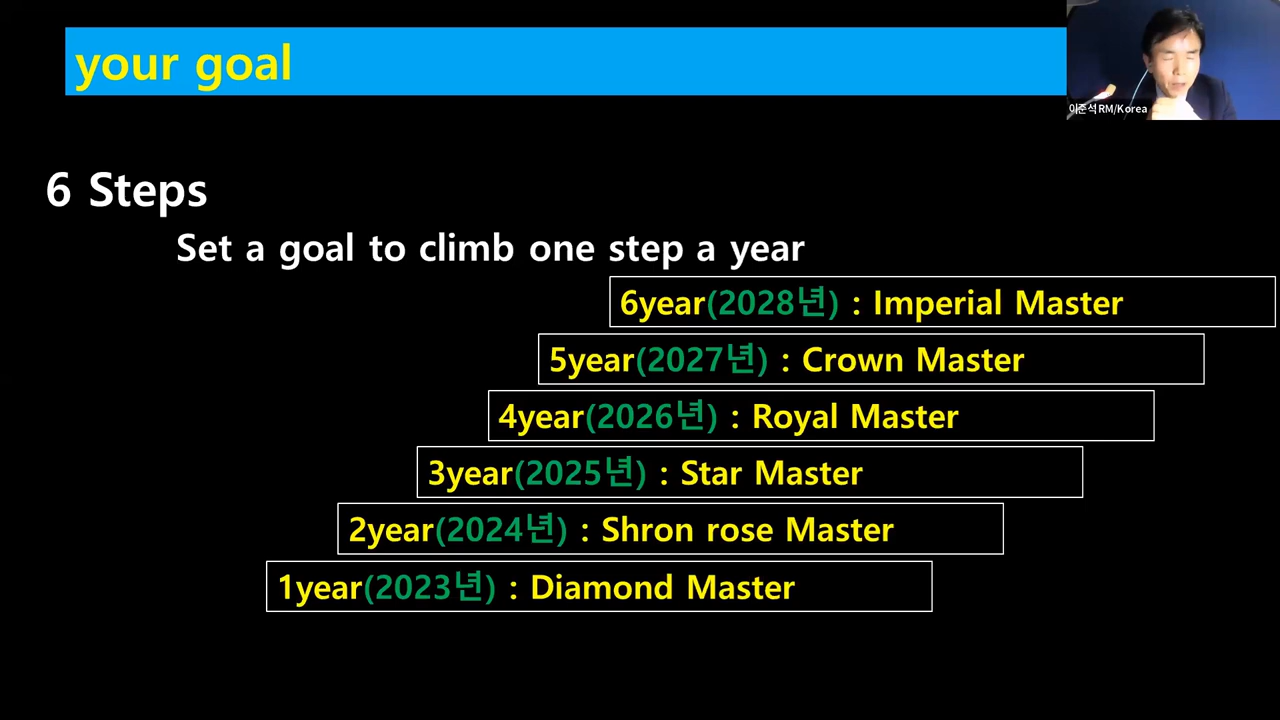 your goal
이준석RM/Korea
6 Steps
Set a goal to climb one step a year
6year(2028년) : Imperial Master
5year(2027년) : Crown Master
4year(2026년) : Royal Master
3year(2025년) : Star Master
2year(2024년) : Shron rose Master
1year(2023년) : Diamond Master